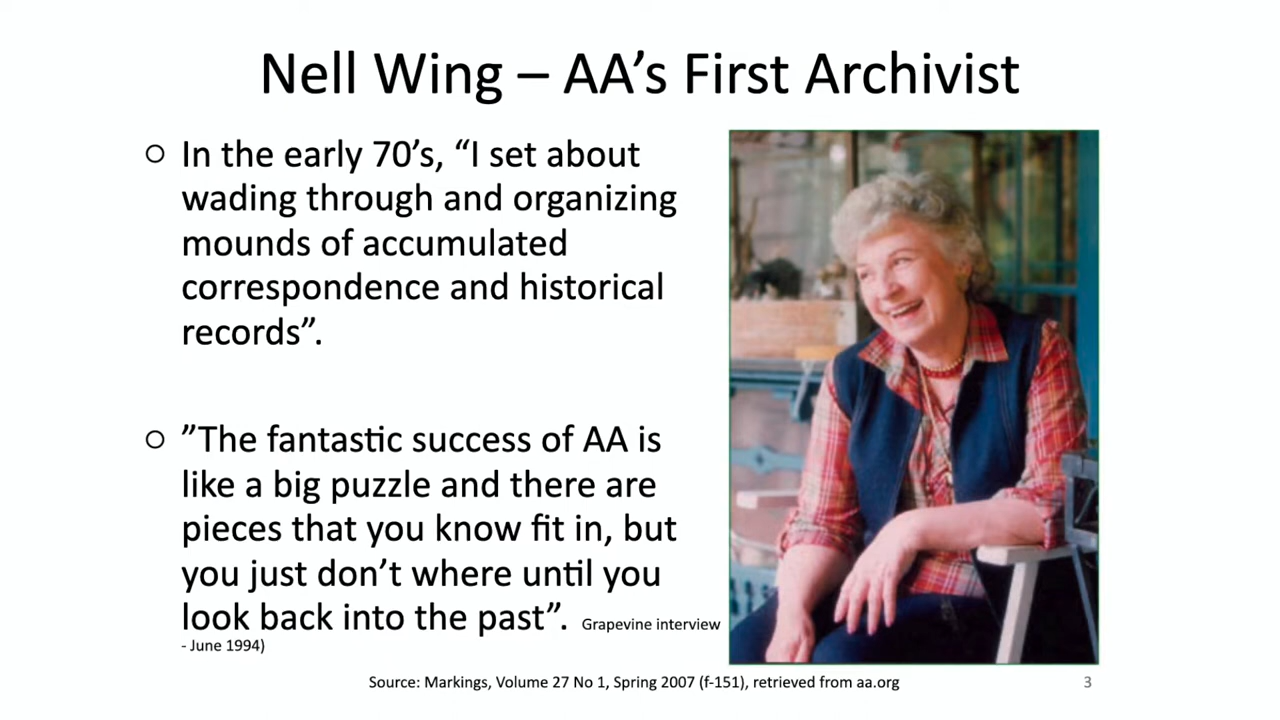 Nell Wing – AA’s First Archivist
○ In the early 70’s, “I set about
wading through and organizing
mounds of accumulated
correspondence and historical
records”.
○ ”The fantastic success of AA is
like a big puzzle and there are
pieces that you know fit in, but
you just don’t where until you
look back into the past”. Grapevine interview
- June 1994)
Source: Markings, Volume 27 No 1, Spring 2007 (f-151), retrieved from aa.org
3